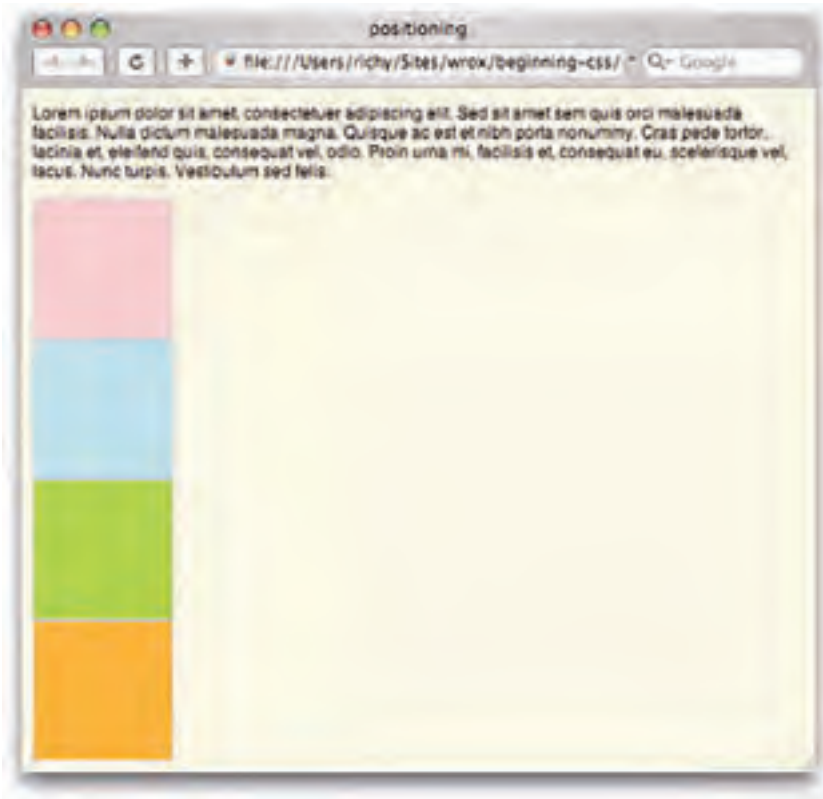 positioning
file:///Users/richy/Sites/wrox/beginning-css/ Google
Lorem ipsum dolor sit amet, consectetuer adipiscing elit. Sed sit amet sem quis orci malesuada
facilisis. Nulla dictum malesuada magna. Quisque ac est et nibh porta nonummy. Cras pede tortor,
lacinia et, eleifend quis, consequat vel, odio. Proin urna mi, facilisis et, consequat eu, scelerisque vel,
lacus. Nunc turpis. Vestibulum sed felis.